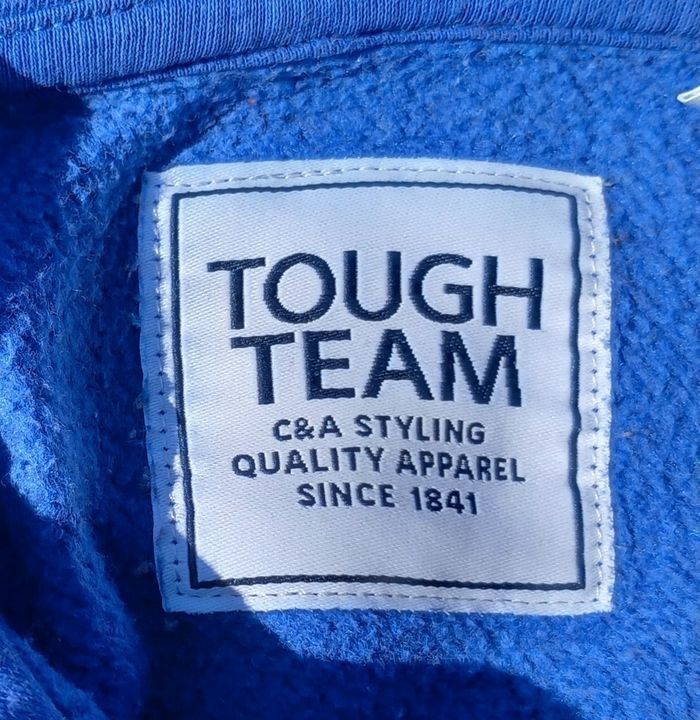 TOUGH
TEAM
C&A STYLING
QUALITY APPAREL
SINCE 1841